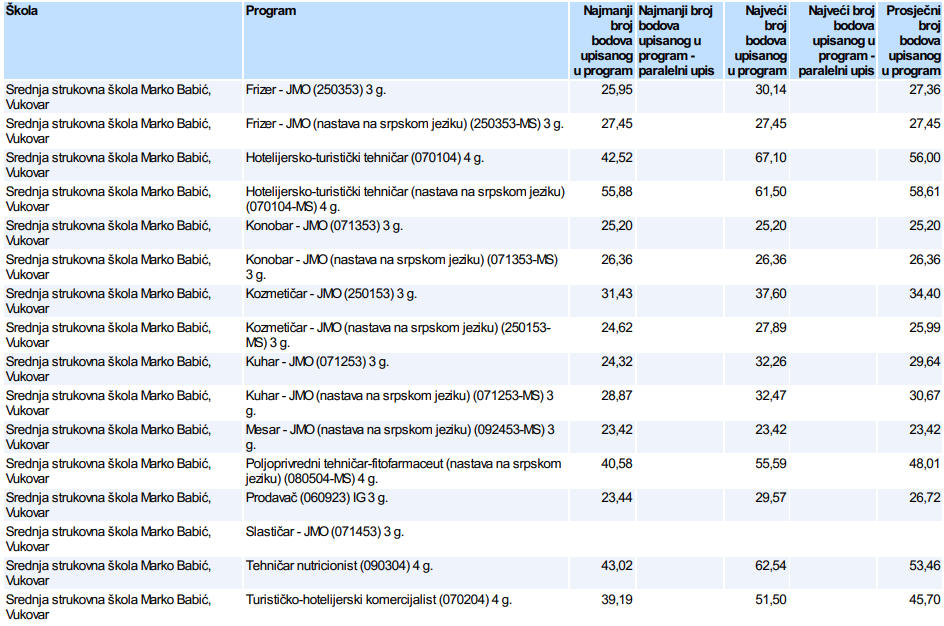 Škola Program Najmanji broj bodova upisanog u program Najmanji broj bodova upisanog u program - paralelni upis Najveći broj bodova upisanog u program Najveći broj bodova upisanog u program - paralelni upis Prosječni broj bodova upisanog u program
Srednja strukovna škola Marko Babić, Frizer - JMO (250353) 3 g. 25,95 30,14 27,36
Vukovar
Srednja strukovna škola Marko Babić, Frizer - JMO (nastava na srpskom jeziku) (250353-MS) 3 g. 27,45 27,45 27,45
Vukovar
Srednja strukovna škola Marko Babić, Hotelijersko-turistički tehničar (070104) 4 g. 42,52 67,10 56,00
Vukovar
Srednja strukovna škola Marko Babić, Hotelijersko-turistički tehničar (nastava na srpskom jeziku) 55,88 61,50 58,61
Vukovar (070104-MS) 4 g.
Srednja strukovna škola Marko Babić, Konobar - JMO (071353) 3 g. 25,20 25,20 25,20
Vukovar
Srednja strukovna škola Marko Babić, Konobar - JMO (nastava na srpskom jeziku) (071353-MS) 26,36 26,36 26,36
Vukovar 3 g.
Srednja strukovna škola Marko Babić, Kozmetičar - JMO (250153) 3 g. 31,43 37,60 34,40
Vukovar
Srednja strukovna škola Marko Babić, Kozmetičar - JMO (nastava na srpskom jeziku) (250153- 24,62 27,89 25,99
Vukovar MS) 3 g.
Srednja strukovna škola Marko Babić, Kuhar - JMO (071253) 3 g. 24,32 32,26 29,64
Vukovar
Srednja strukovna škola Marko Babić, Kuhar - JMO (nastava na srpskom jeziku) (071253-MS) 3 28,87 32,47 30,67
Vukovar g.
Srednja strukovna škola Marko Babić, Mesar - JMO (nastava na srpskom jeziku) (092453-MS) 3 23,42 23,42 23,42
Vukovar g.
Srednja strukovna škola Marko Babić, Poljoprivredni tehničar-fitofarmaceut (nastava na srpskom 40,58 55,59 48,01
Vukovar jeziku) (080504-MS) 4 g.
Srednja strukovna škola Marko Babić, Prodavač (060923) IG 3 g. 23,44 29,57 26,72
Vukovar
Srednja strukovna škola Marko Babić, Slastičar - JMO (071453) 3 g.
Vukovar
Srednja strukovna škola Marko Babić, Tehničar nutricionist (090304) 4 g. 43,02 62,54 53,46
Vukovar
Srednja strukovna škola Marko Babić, Turističko-hotelijerski komercijalist (070204) 4 g. 39,19 51,50 45,70
Vukovar